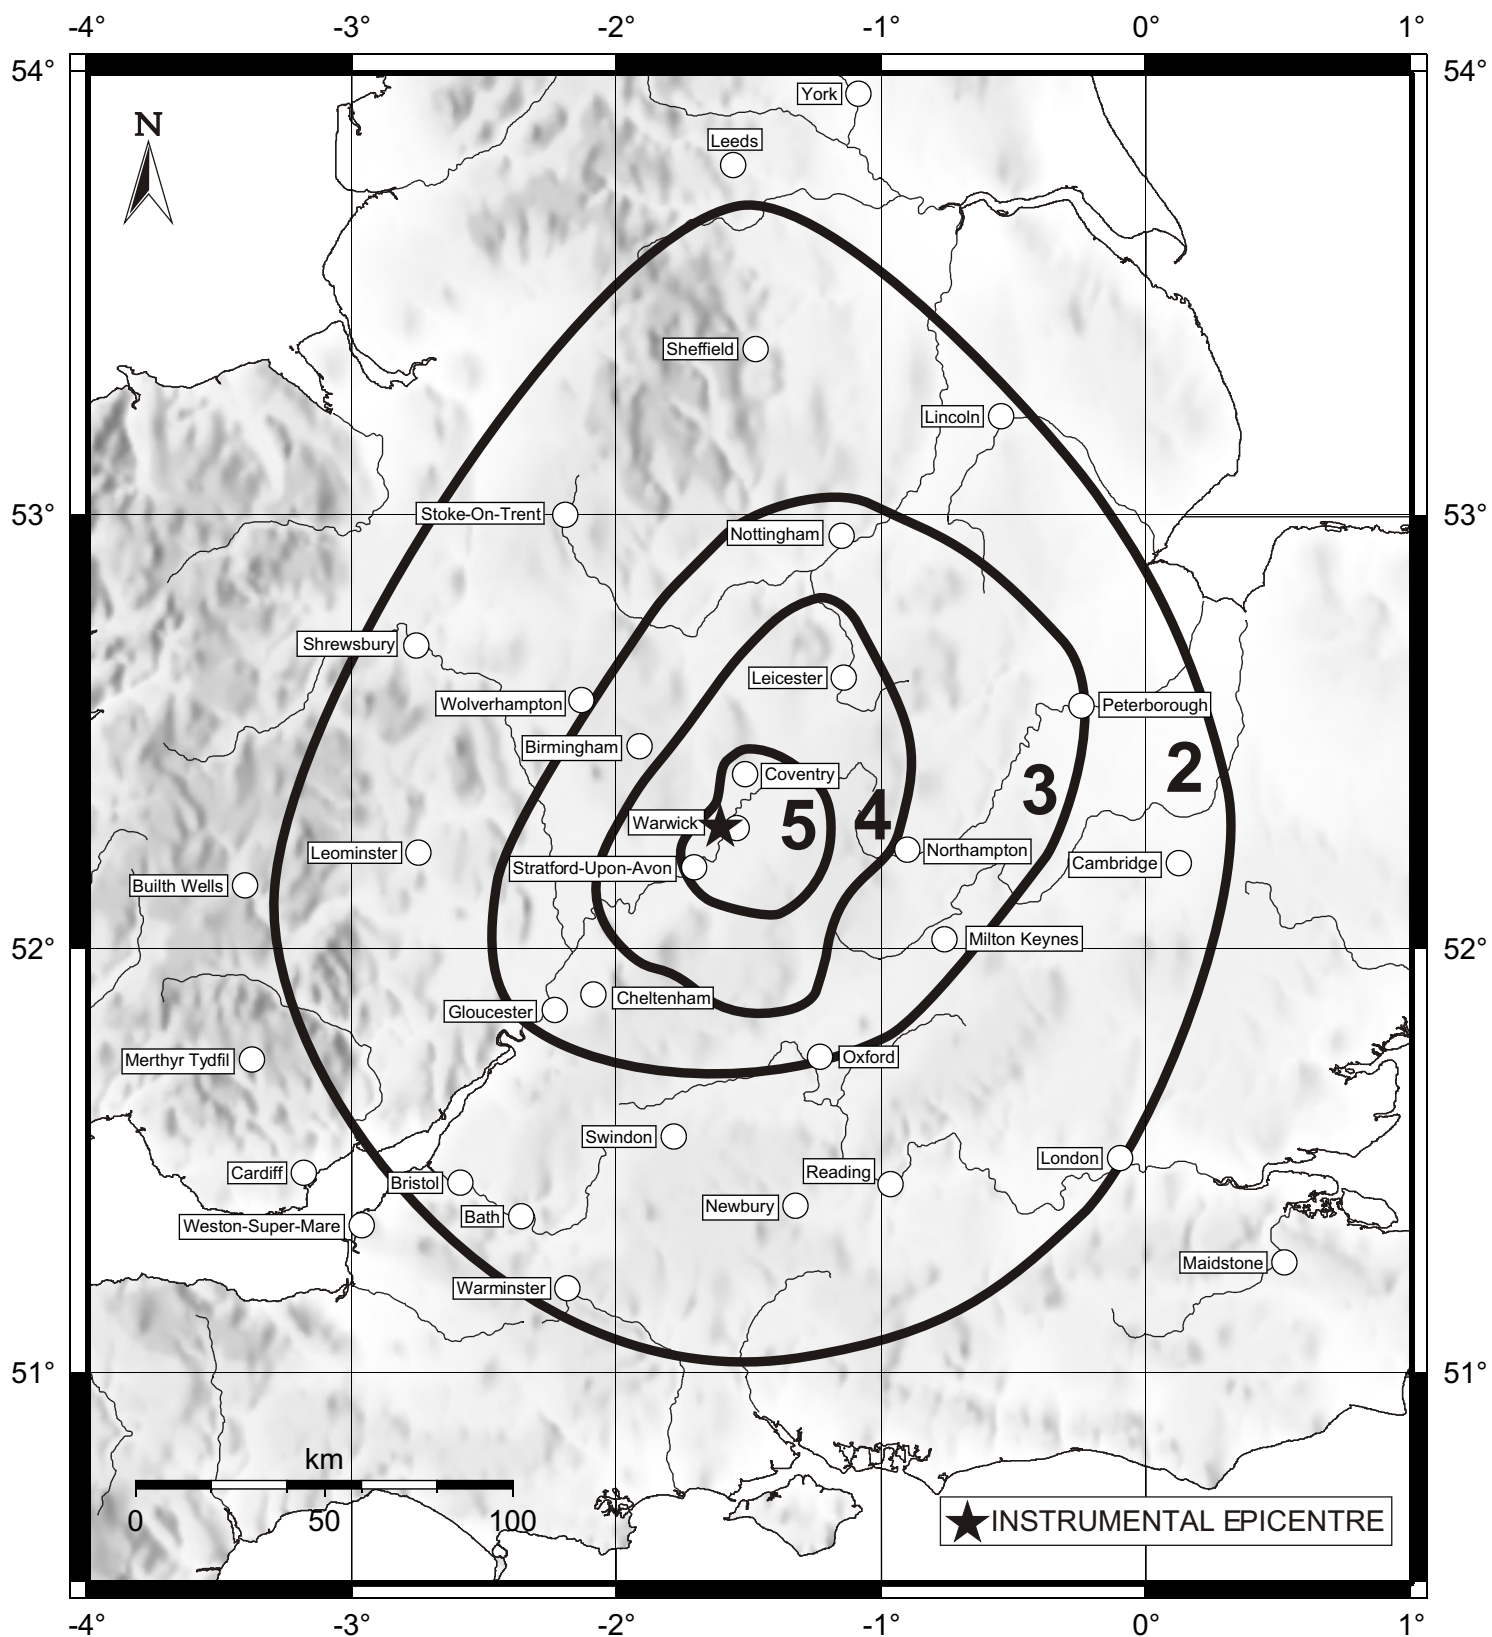 -4° -3° -2° -1° 0° 1°
54° 54°
York
N
Leeds
Sheffield
Lincoln
53° Stoke-On-Trent 53°
Nottingham
Shrewsbury
Leicester
Wolverhampton Peterborough
Birmingham
Coventry 2
3
Warwick 5 4
Leominster Northampton
Stratford-Upon-Avon Cambridge
Builth Wells
52° Milton Keynes 52°
Cheltenham
Gloucester
Merthyr Tydfil Oxford
Swindon
London
Cardiff Reading
Bristol
Newbury
Bath
Weston-Super-Mare
Maidstone
Warminster
51° 51°
km
0 50 100
INSTRUMENTAL EPICENTRE
-4° -3° -2° -1° 0° 1°